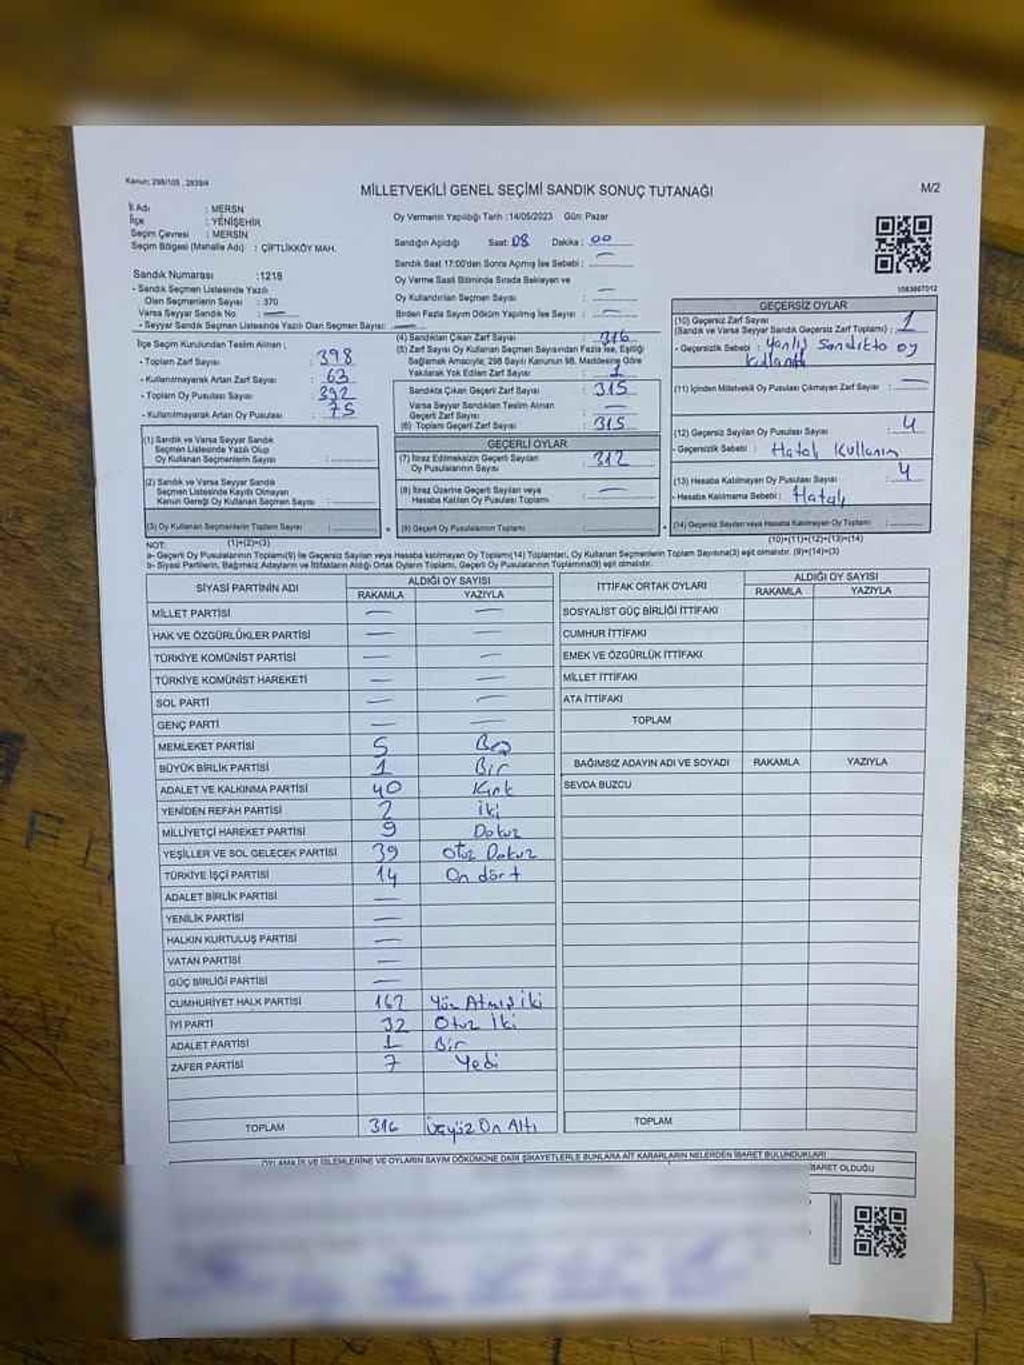 Kanun: 298/105, 2839/4
MİLLETVEKİLİ GENEL SEÇİMİ SANDIK SONUÇ TUTANAĞI
M/2
İl Adı : MERSN
İlçe : YENİŞEHİR
Seçim Çevresi : MERSİN
Seçim Bölgesi (Mahalle Adı) : ÇİFTLİKKÖY MAH.
Sandık Numarası :1218
- Sandık Seçmen Listesinde Yazılı
Olan Seçmenlerin Sayısı : 370
Varsa Seyyar Sandık No
- Seyyar Sandık Seçmen Listesinde Yazılı Olan Seçmen Sayısı:
Oy Vermenin Yapıldığı Tarih :14/05/2023 Gün: Pazar
Sandığın Açıldığı Saat: 08 Dakika : 00
Sandık Saat 17:00'den Sonra Açılmış İse Sebebi : —
Oy Verme Saati Bitiminde Sırada Bekleyen ve
Oy Kullandırılan Seçmen Sayısı —
Birden Fazla Sayım Döküm Yapılmış İse Sayısı : —
1083667012
İlçe Seçim Kurulundan Teslim Alınan ;
- Toplam Zarf Sayısı : 398
- Kullanılmayarak Artan Zarf Sayısı : 63
- Toplam Oy Pusulası Sayısı : 392
- Kullanılmayarak Artan Oy Pusulası : 75
(4) Sandıktan Çıkan Zarf Sayısı : 316
(5) Zarf Sayısı Oy Kullanan Seçmen Sayısından Fazla İse, Eşitliği
Sağlamak Amacıyla; 298 Sayılı Kanunun 98. Maddesine Göre
Yakılarak Yok Edilen Zarf Sayısı : 1
Sandıkta Çıkan Geçerli Zarf Sayısı : 315
Varsa Seyyar Sandıktan Teslim Alınan
Geçerli Zarf Sayısı : —
(6) Toplam Geçerli Zarf Sayısı : 315
GEÇERLİ OYLAR
(7) İtiraz Edilmeksizin Geçerli Sayılan
Oy Pusulalarının Sayısı : 312
(8) İtiraz Üzerine Geçerli Sayılan veya
Hesaba Katılan Oy Pusulası Toplamı : —
(9) Geçerli Oy Pusulalarının Toplamı :
GEÇERSİZ OYLAR
(10) Geçersiz Zarf Sayısı
(Sandık ve Varsa Seyyar Sandık Geçersiz Zarf Toplamı) : 1
- Geçersizlik Sebebi : Yanlış Sandıkta oy
kullandı
(11) İçinden Milletvekili Oy Pusulası Çıkmayan Zarf Sayısı : —
(12) Geçersiz Sayılan Oy Pusulası Sayısı : 4
- Geçersizlik Sebebi : Hatalı Kullanım
(13) Hesaba Katılmayan Oy Pusulası Sayısı : 4
- Hesaba Katılmama Sebebi : Hatalı
(14) Geçersiz Sayılan veya Hesaba Katılmayan Oy Toplamı :
(10)+(11)+(12)+(13)=(14)
(1) Sandık ve Varsa Seyyar Sandık
Seçmen Listesinde Yazılı Olup
Oy Kullanan Seçmenlerin Sayısı :
(2) Sandık ve Varsa Seyyar Sandık
Seçmen Listesinde Kayıtlı Olmayan
Kanun Gereği Oy Kullanan Seçmen Sayısı :
(3) Oy Kullanan Seçmenlerin Toplam Sayısı :
NOT: (1)+(2)=(3)
a- Geçerli Oy Pusulalarının Toplamı(9) ile Geçersiz Sayılan veya Hesaba katılmayan Oy Toplamı(14) Toplamları, Oy Kullanan Seçmenlerin Toplam Sayısına(3) eşit olmalıdır. (9)+(14)=(3)
b- Siyasi Partilerin, Bağımsız Adayların ve İttifakların Aldığı Ortak Oyların Toplamı, Geçerli Oy Pusulalarının Toplamına(9) eşit olmalıdır.
SİYASİ PARTİNİN ADI ALDIĞI OY SAYISI
RAKAMLA YAZIYLA
MİLLET PARTİSİ — —
HAK VE ÖZGÜRLÜKLER PARTİSİ — —
TÜRKİYE KOMÜNİST PARTİSİ — —
TÜRKİYE KOMÜNİST HAREKETİ — —
SOL PARTİ — —
GENÇ PARTİ — —
MEMLEKET PARTİSİ 5 Beş
BÜYÜK BİRLİK PARTİSİ 1 Bir
ADALET VE KALKINMA PARTİSİ 40 Kırk
YENİDEN REFAH PARTİSİ 2 İki
MİLLİYETÇİ HAREKET PARTİSİ 9 Dokuz
YEŞİLLER VE SOL GELECEK PARTİSİ 39 Otuz Dokuz
TÜRKİYE İŞÇİ PARTİSİ 14 On dört
ADALET BİRLİK PARTİSİ —
YENİLİK PARTİSİ —
HALKIN KURTULUŞ PARTİSİ —
VATAN PARTİSİ —
GÜÇ BİRLİĞİ PARTİSİ —
CUMHURİYET HALK PARTİSİ 162 Yüz Atmış İki
İYİ PARTİ 32 Otuz İki
ADALET PARTİSİ 1 Bir
ZAFER PARTİSİ 7 Yedi
TOPLAM 316 Üçyüz On Altı
İTTİFAK ORTAK OYLARI ALDIĞI OY SAYISI
RAKAMLA YAZIYLA
SOSYALİST GÜÇ BİRLİĞİ İTTİFAKI
CUMHUR İTTİFAKI
EMEK VE ÖZGÜRLÜK İTTİFAKI
MİLLET İTTİFAKI
ATA İTTİFAKI
TOPLAM
BAĞIMSIZ ADAYIN ADI VE SOYADI RAKAMLA YAZIYLA
SEVDA BUZCU
TOPLAM
OYLAMA İŞ VE İŞLEMLERİNE VE OYLARIN SAYIM DÖKÜMÜNE DAİR ŞİKAYETLERLE BUNLARA AİT KARARLARIN NELERDEN İBARET BULUNDUKLARI
İBARET OLDUĞU